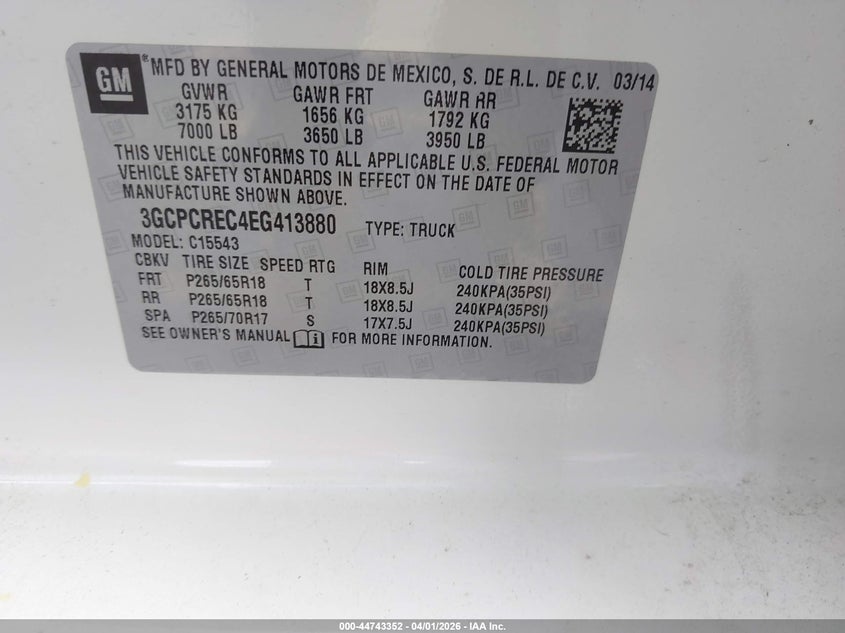 GM
® MFD BY GENERAL MOTORS DE MEXICO, S. DE R.L. DE C.V. 03/14
GVWR GAWR FRT GAWR RR
3175 KG 1656 KG 1792 KG
7000 LB 3650 LB 3950 LB
THIS VEHICLE CONFORMS TO ALL APPLICABLE U.S. FEDERAL MOTOR
VEHICLE SAFETY STANDARDS IN EFFECT ON THE DATE OF
MANUFACTURE SHOWN ABOVE.
3GCPCREC4EG413880 TYPE: TRUCK
MODEL: C15543
CBKV TIRE SIZE SPEED RTG RIM COLD TIRE PRESSURE
FRT P265/65R18 T 18X8.5J 240KPA(35PSI)
RR P265/65R18 T 18X8.5J 240KPA(35PSI)
SPA P265/70R17 S 17X7.5J 240KPA(35PSI)
SEE OWNER'S MANUAL FOR MORE INFORMATION.
000-44743352 | 04/01/2026 | IAA Inc.